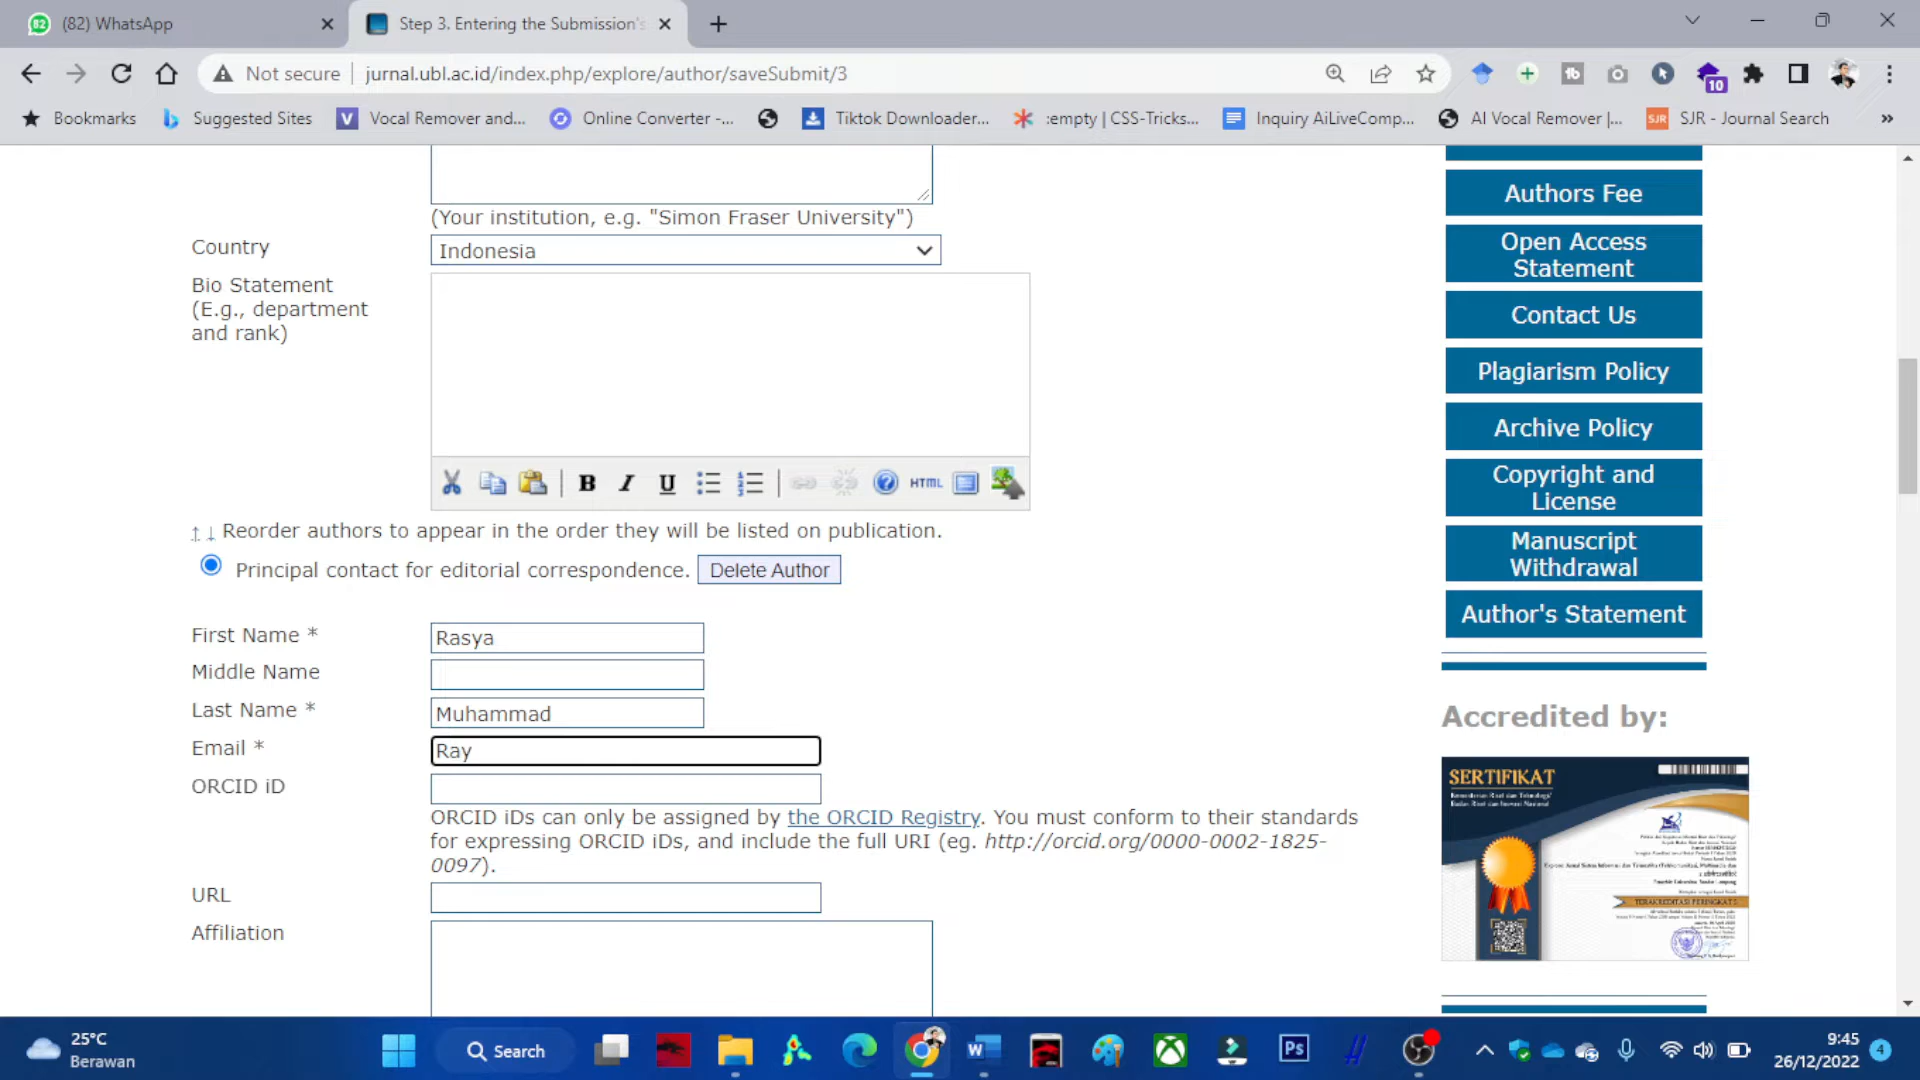 (82) WhatsApp
Step 3. Entering the Submission's
Not secure
jurnal.ubl.ac.id/index.php/explore/author/saveSubmit/3
10
Bookmarks
Suggested Sites
Vocal Remover and...
Online Converter -...
Tiktok Downloader...
:empty | CSS-Tricks...
Inquiry AiLiveComp...
AI Vocal Remover |...
SJR
SJR - Journal Search
»
(Your institution, e.g. "Simon Fraser University")
Country
Indonesia
Bio Statement
(E.g., department
and rank)
B I U
HTML
↑ ↓ Reorder authors to appear in the order they will be listed on publication.
Principal contact for editorial correspondence.
Delete Author
First Name *
Rasya
Middle Name
Last Name *
Muhammad
Email *
Ray
ORCID iD
ORCID iDs can only be assigned by the ORCID Registry. You must conform to their standards
for expressing ORCID iDs, and include the full URI (eg. http://orcid.org/0000-0002-1825-
0097).
URL
Affiliation
Authors Fee
Open Access
Statement
Contact Us
Plagiarism Policy
Archive Policy
Copyright and
License
Manuscript
Withdrawal
Author's Statement
Accredited by:
SERTIFIKAT
TERAKREDITASI PERINGKAT
25°C
Berawan
Search
Ps
9:45
26/12/2022
4